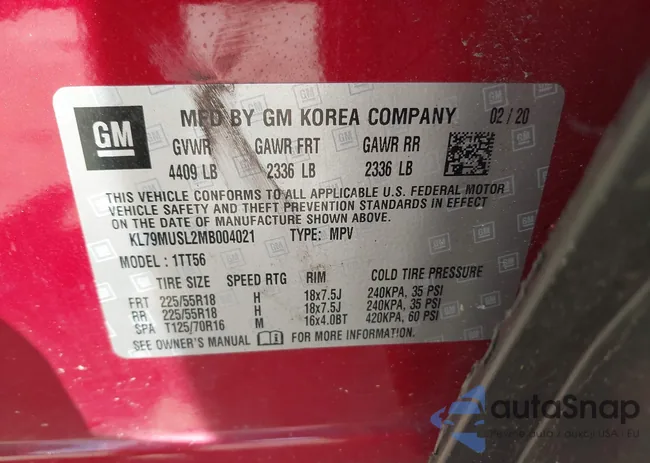 GM
MFD BY GM KOREA COMPANY 02/20
GVWR GAWR FRT GAWR RR
4409 LB 2336 LB 2336 LB
THIS VEHICLE CONFORMS TO ALL APPLICABLE U.S. FEDERAL MOTOR
VEHICLE SAFETY AND THEFT PREVENTION STANDARDS IN EFFECT
ON THE DATE OF MANUFACTURE SHOWN ABOVE.
KL79MUSL2MB004021 TYPE: MPV
MODEL: 1TT56
TIRE SIZE SPEED RTG RIM COLD TIRE PRESSURE
FRT 225/55R18 H 18x7.5J 240KPA, 35 PSI
RR 225/55R18 H 18x7.5J 240KPA, 35 PSI
SPA T125/70R16 M 16x4.0BT 420KPA, 60 PSI
SEE OWNER'S MANUAL FOR MORE INFORMATION.
autoSnap
auta z aukcji USA - EU